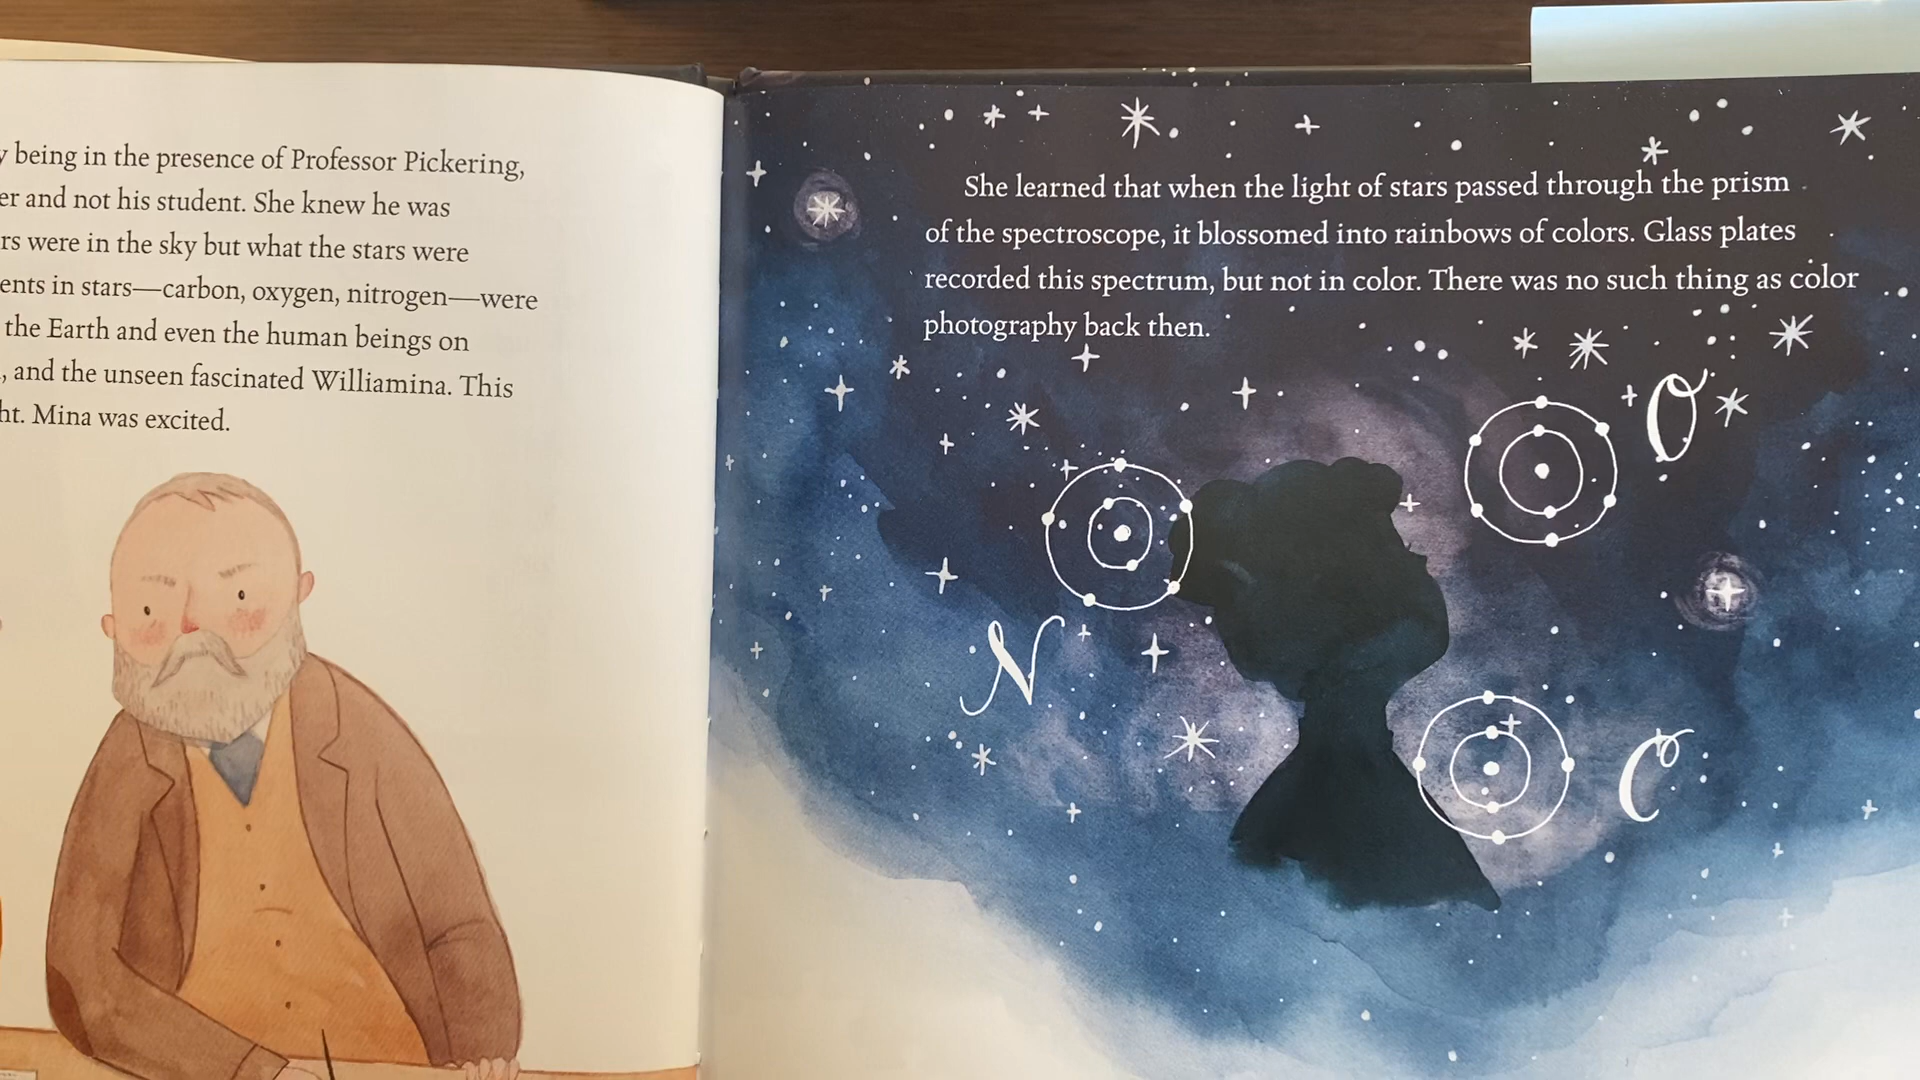 being in the presence of Professor Pickering,
and not his student. She knew he was
were in the sky but what the stars were
in stars—carbon, oxygen, nitrogen—were
the Earth and even the human beings on
, and the unseen fascinated Williamina. This
Mina was excited.
She learned that when the light of stars passed through the prism
of the spectroscope, it blossomed into rainbows of colors. Glass plates
recorded this spectrum, but not in color. There was no such thing as color
photography back then.
O
N
C